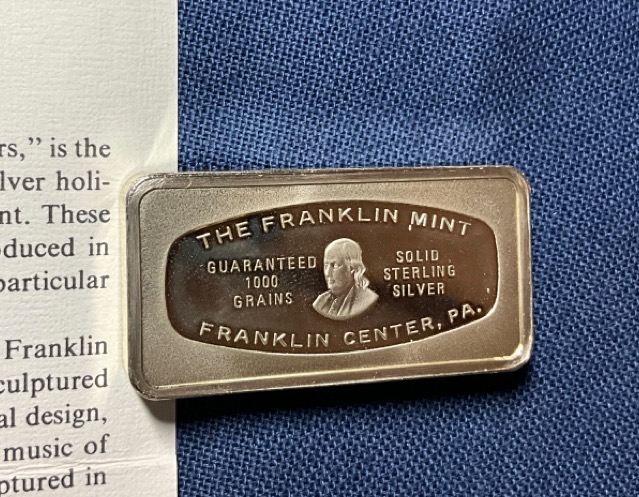 rs,” is the
lver holi-
nt. These
oduced in
particular
Franklin
culptured
al design,
music of
ptured in
THE FRANKLIN MINT
GUARANTEED
1000
GRAINS
SOLID
STERLING
SILVER
FRANKLIN CENTER, PA.